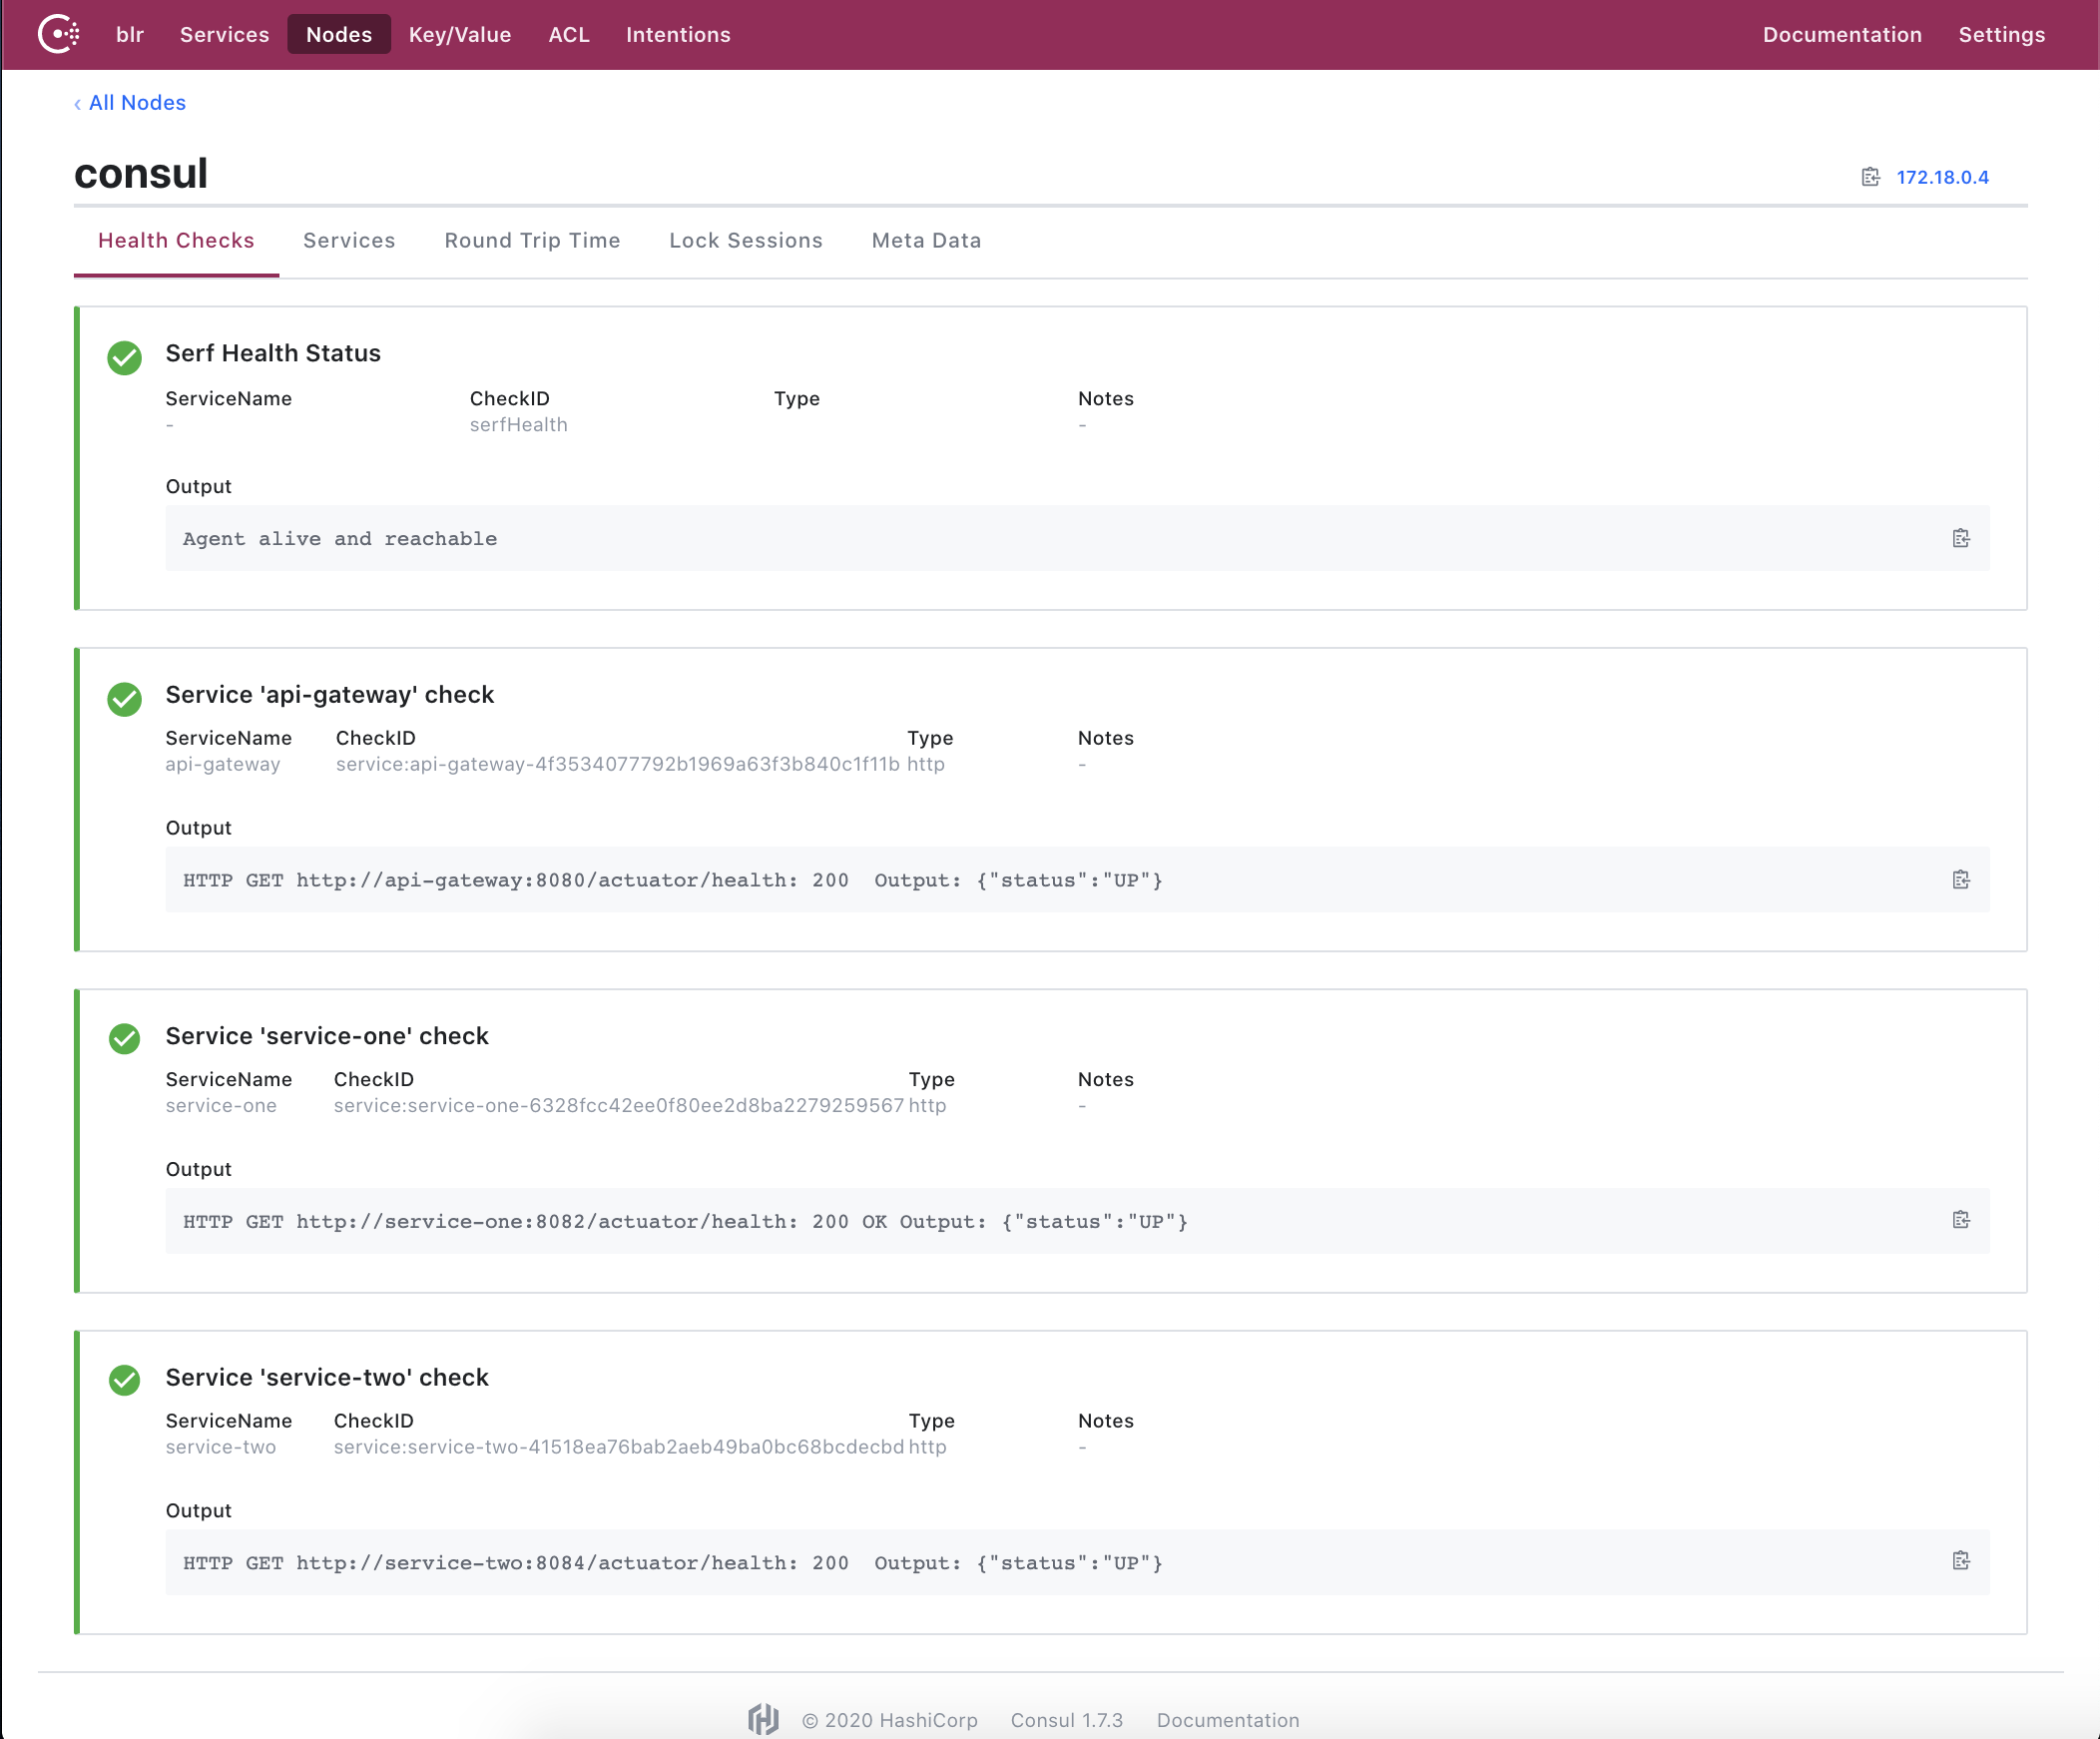 blr Services Nodes Key/Value ACL Intentions Documentation Settings
‹ All Nodes
consul 172.18.0.4
Health Checks Services Round Trip Time Lock Sessions Meta Data
Serf Health Status
ServiceName CheckID Type Notes
- serfHealth -
Output
Agent alive and reachable
Service 'api-gateway' check
ServiceName CheckID Type Notes
api-gateway service:api-gateway-4f3534077792b1969a63f3b840c1f11b http -
Output
HTTP GET http://api-gateway:8080/actuator/health: 200  Output: {"status":"UP"}
Service 'service-one' check
ServiceName CheckID Type Notes
service-one service:service-one-6328fcc42ee0f80ee2d8ba2279259567 http -
Output
HTTP GET http://service-one:8082/actuator/health: 200 OK Output: {"status":"UP"}
Service 'service-two' check
ServiceName CheckID Type Notes
service-two service:service-two-41518ea76bab2aeb49ba0bc68bcdecbd http -
Output
HTTP GET http://service-two:8084/actuator/health: 200  Output: {"status":"UP"}
© 2020 HashiCorp Consul 1.7.3 Documentation